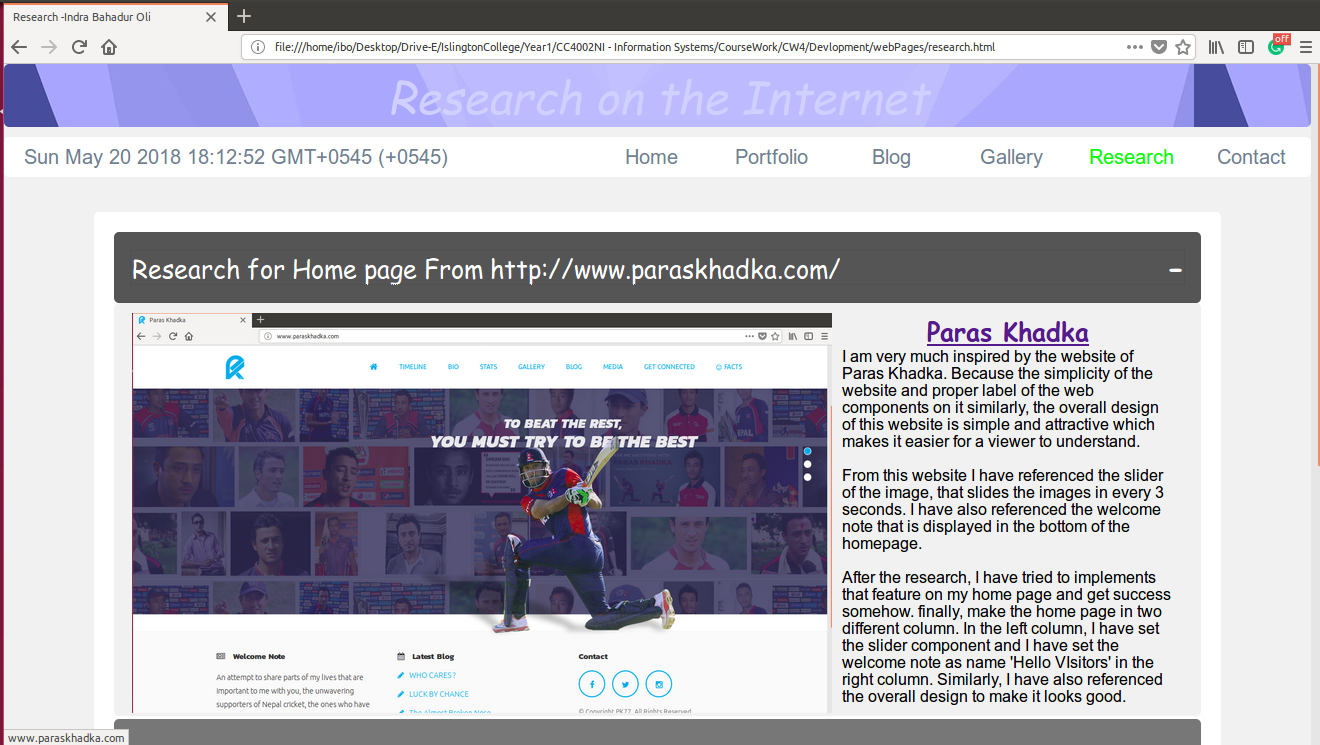 Research -Indra Bahadur Oli
file:///home/ibo/Desktop/Drive-E/IslingtonCollege/Year1/CC4002NI - Information Systems/CourseWork/CW4/Devlopment/webPages/research.html
off
Research on the Internet
Sun May 20 2018 18:12:52 GMT+0545 (+0545)
Home Portfolio Blog Gallery Research Contact
Research for Home page From http://www.paraskhadka.com/
Paras Khadka
www.paraskhadka.com
TIMELINE BIO STATS GALLERY BLOG MEDIA GET CONNECTED FACTS
TO BEAT THE REST,
YOU MUST TRY TO BE THE BEST
Welcome Note
An attempt to share parts of my lives that are
important to me with you, the unwavering
supporters of Nepal cricket, the ones who have
Latest Blog
WHO CARES?
LUCK BY CHANCE
The Almost Broken Nose
Contact
© Copyright PK77. All Rights Reserved
Paras Khadka
I am very much inspired by the website of
Paras Khadka. Because the simplicity of the
website and proper label of the web
components on it similarly, the overall design
of this website is simple and attractive which
makes it easier for a viewer to understand.
From this website I have referenced the slider
of the image, that slides the images in every 3
seconds. I have also referenced the welcome
note that is displayed in the bottom of the
homepage.
After the research, I have tried to implements
that feature on my home page and get success
somehow. finally, make the home page in two
different column. In the left column, I have set
the slider component and I have set the
welcome note as name 'Hello VIsitors' in the
right column. Similarly, I have also referenced
the overall design to make it looks good.
www.paraskhadka.com